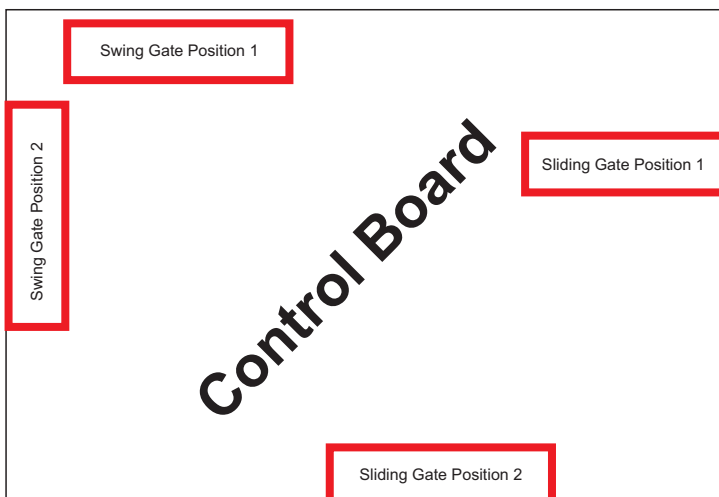 Swing Gate Position 1
Swing Gate Position 2
Sliding Gate Position 1
Control Board
Sliding Gate Position 2